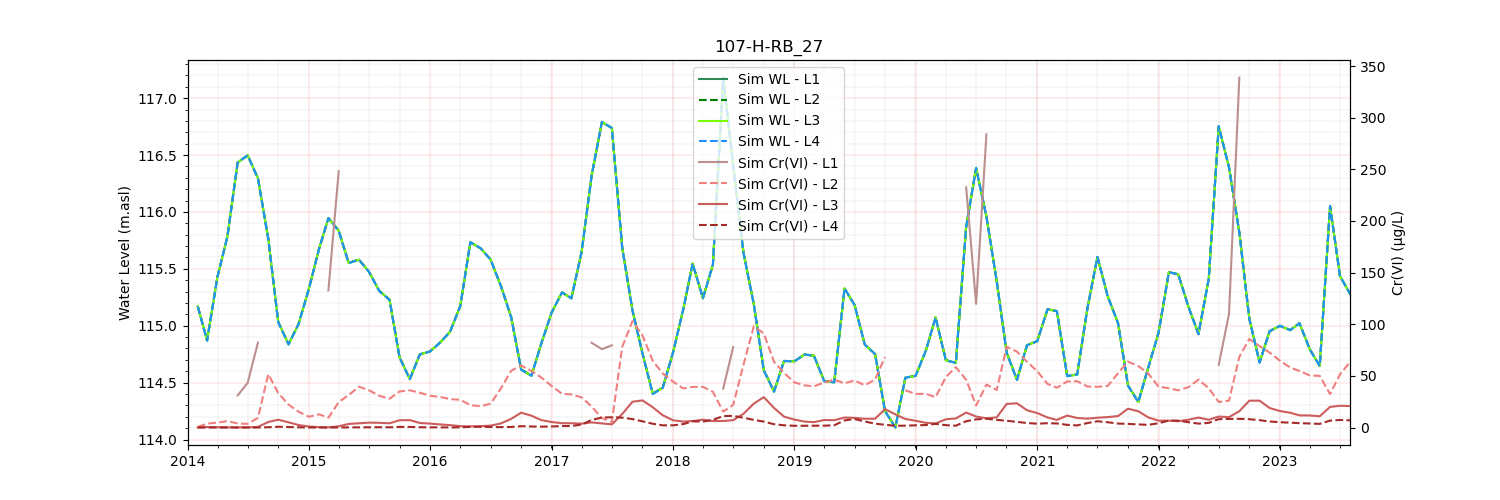 107-H-RB_27
Sim WL - L1
Sim WL - L2
Sim WL - L3
Sim WL - L4
Sim Cr(VI) - L1
Sim Cr(VI) - L2
Sim Cr(VI) - L3
Sim Cr(VI) - L4
Water Level (m.asl)
117.0
116.5
116.0
115.5
115.0
114.5
114.0
350
300
250
200
150
100
50
0
Cr(VI) (µg/L)
2014 2015 2016 2017 2018 2019 2020 2021 2022 2023